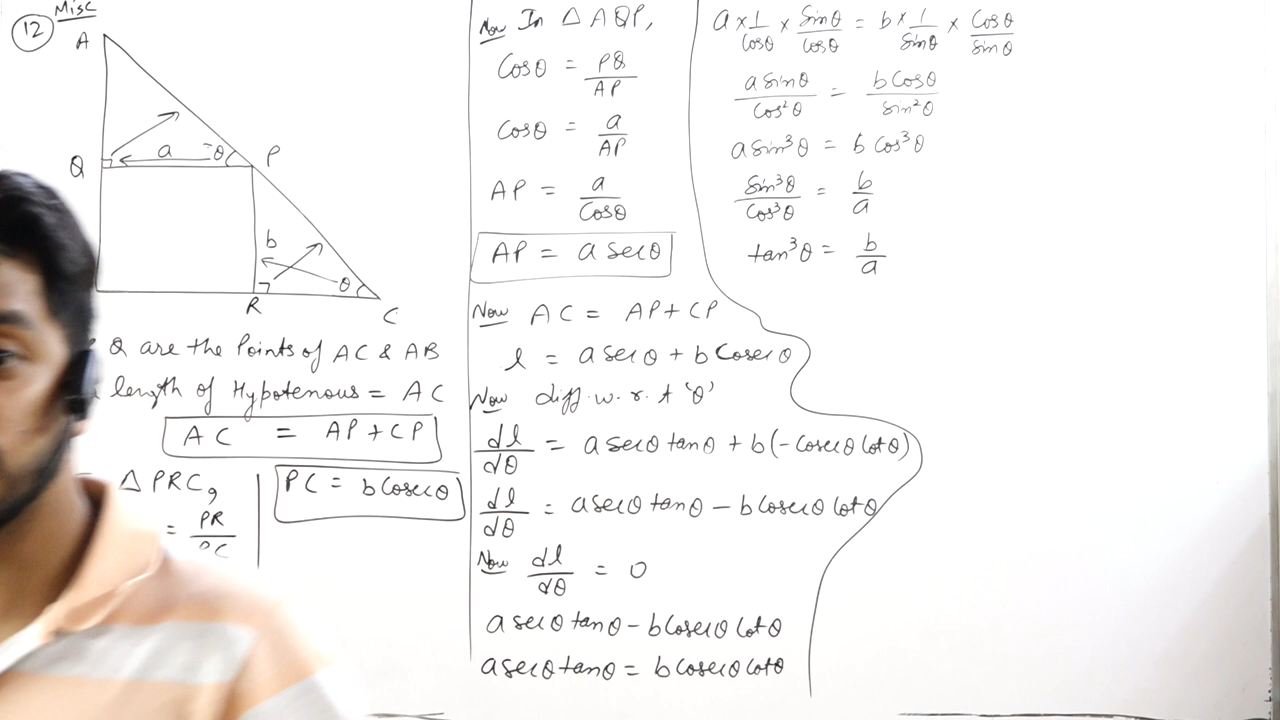 12 Misc
A
Q a θ P
b
θ
R C
Q are the Points of AC & AB
length of Hypotenous = AC
AC = AP + CP
△ PRC,
= PR/PC
PC = b Cosecθ
Now In △ AQP,
Cosθ = PQ/AP
Cosθ = a/AP
AP = a/Cosθ
AP = a secθ
Now AC = AP + CP
l = a secθ + b Cosecθ
Now diff. w. r. t 'θ'
dl/dθ = a secθ tanθ + b(-Cosecθ Cotθ)
dl/dθ = a secθ tanθ - b Cosecθ Cotθ
Now dl/dθ = 0
a secθ tanθ - b Cosecθ Cotθ
a secθ tanθ = b Cosecθ Cotθ
a × 1/Cosθ × Sinθ/Cosθ = b × 1/Sinθ × Cosθ/Sinθ
a Sinθ/Cos²θ = b Cosθ/Sin²θ
a Sin³θ = b Cos³θ
Sin³θ/Cos³θ = b/a
tan³θ = b/a